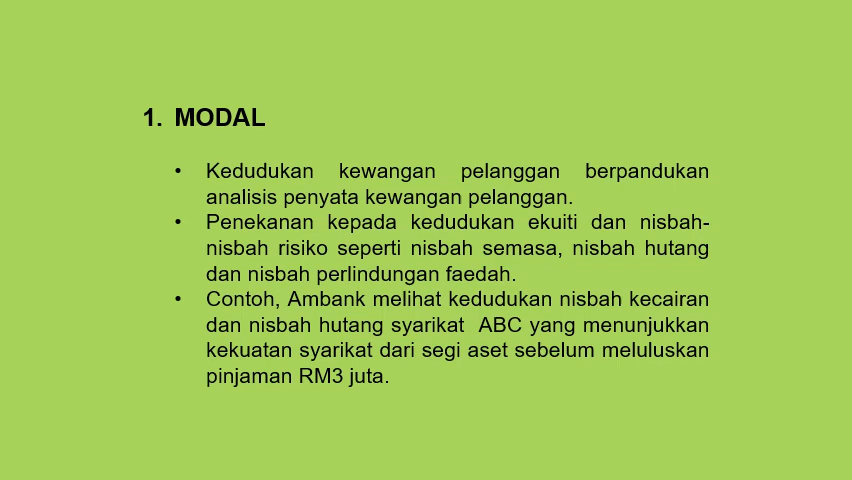 1. MODAL
• Kedudukan kewangan pelanggan berpandukan
analisis penyata kewangan pelanggan.
• Penekanan kepada kedudukan ekuiti dan nisbah-
nisbah risiko seperti nisbah semasa, nisbah hutang
dan nisbah perlindungan faedah.
• Contoh, Ambank melihat kedudukan nisbah kecairan
dan nisbah hutang syarikat  ABC yang menunjukkan
kekuatan syarikat dari segi aset sebelum meluluskan
pinjaman RM3 juta.